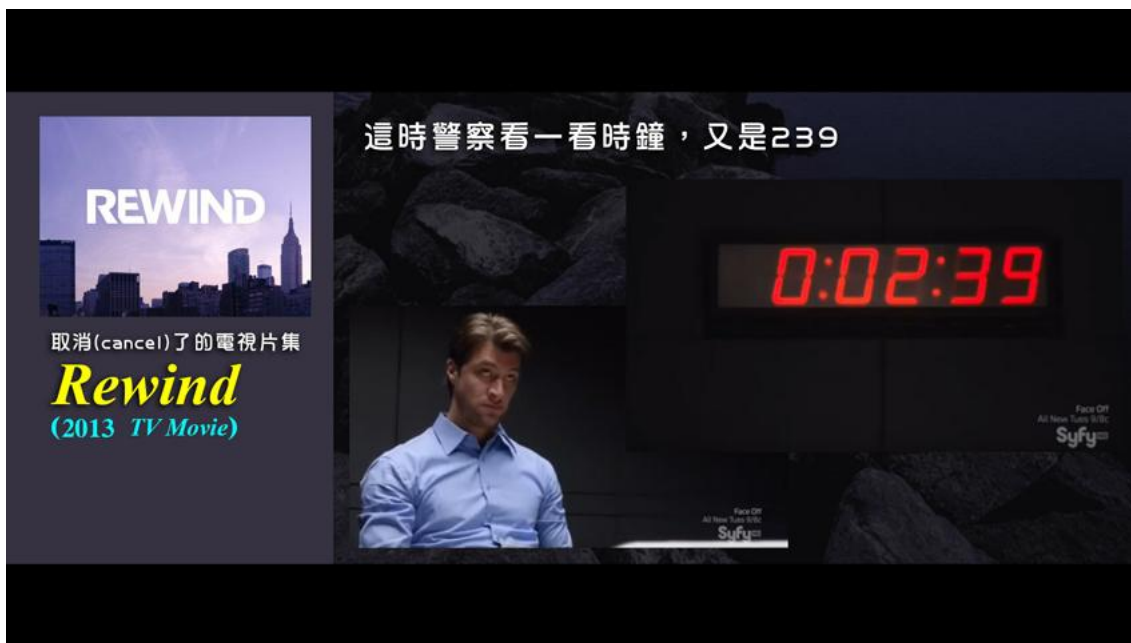 REWIND
取消(cancel)了的電視片集
Rewind
(2013 TV Movie)
這時警察看一看時鐘，又是239
0:02:39
Face Off
All New Tues 9/8c
Syfy
Face Off
All New Tues 9/8c
Syfy